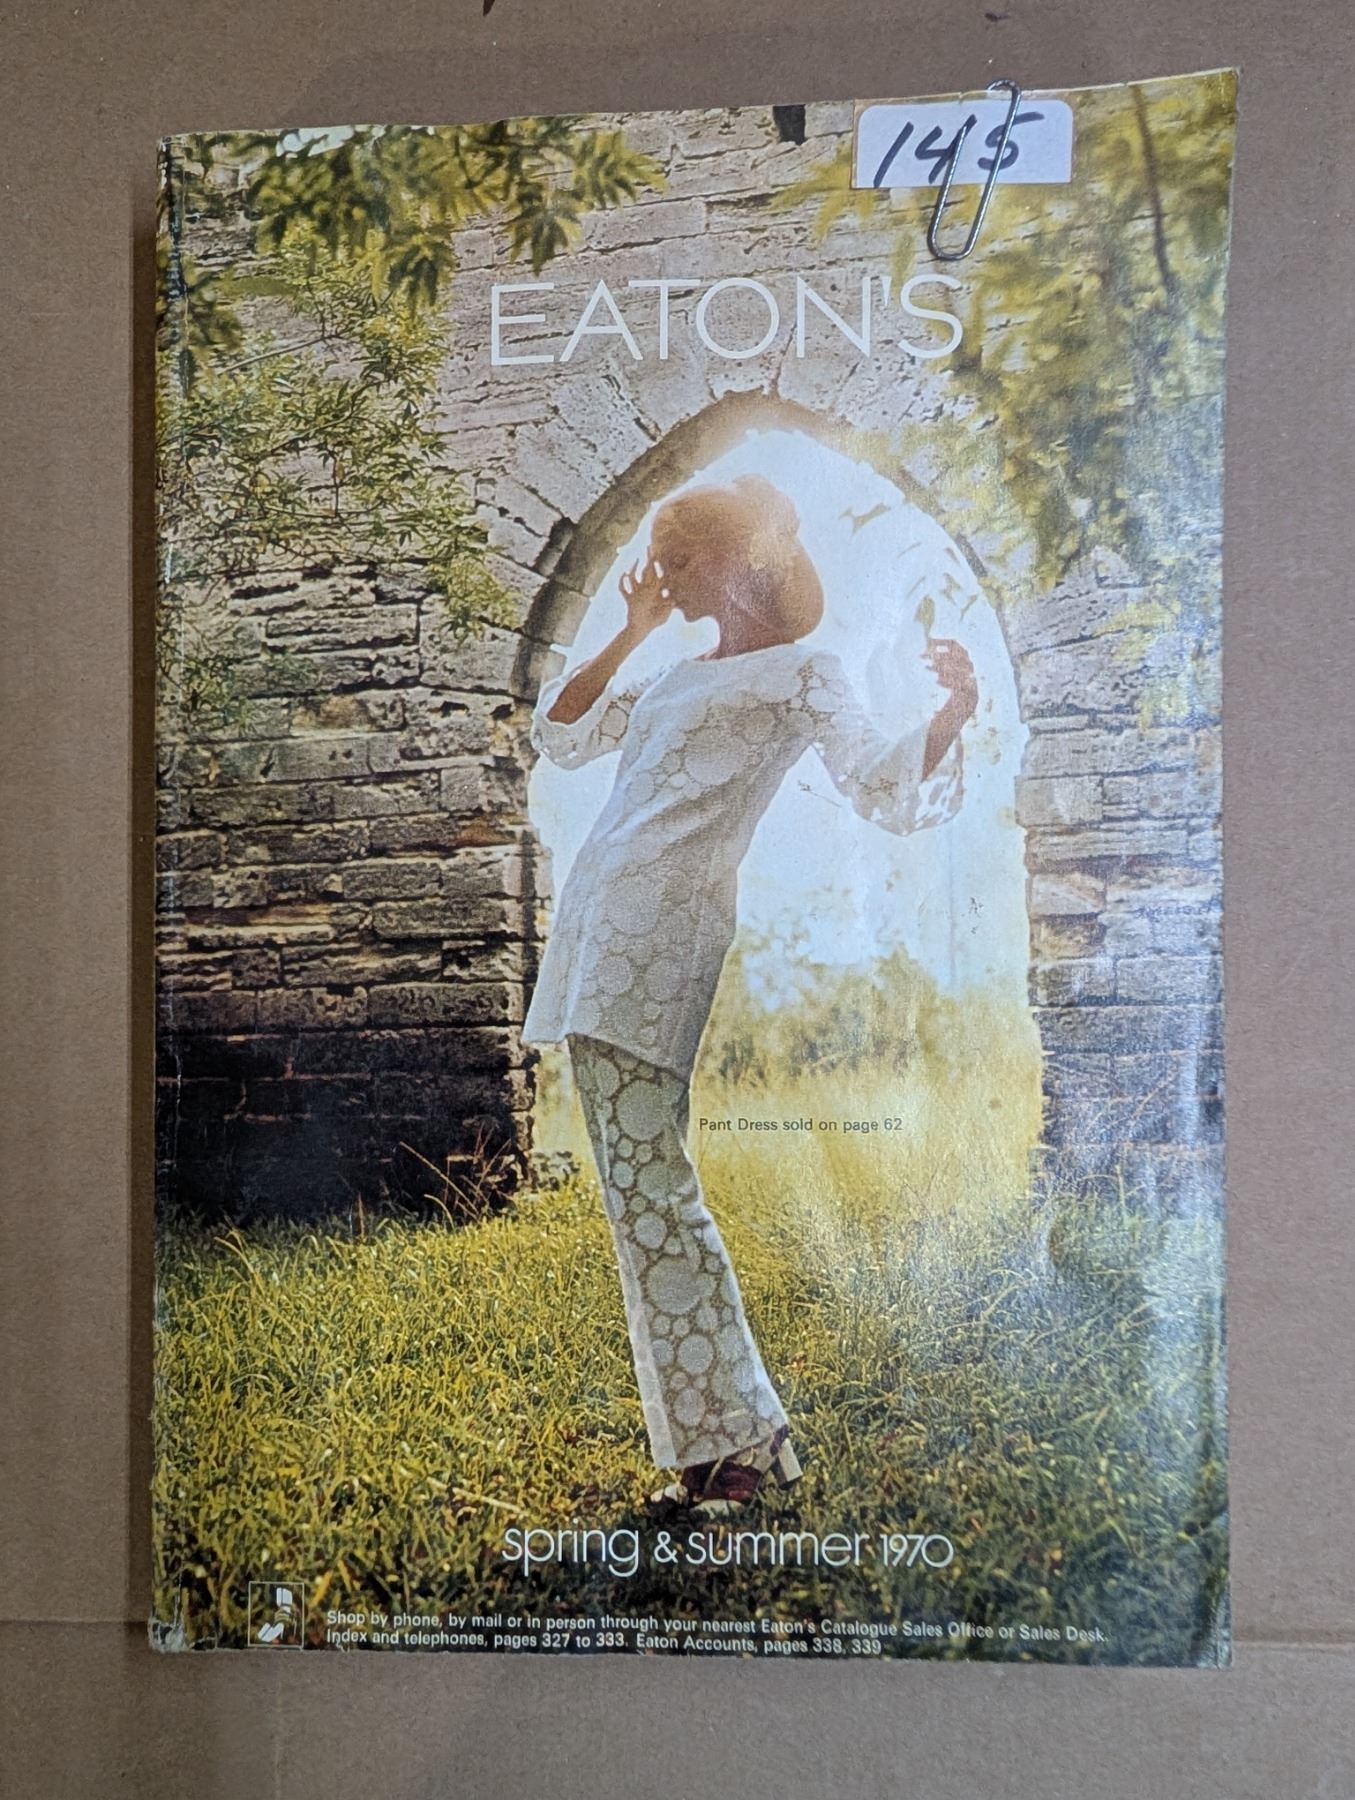 145
EATON'S
Pant Dress sold on page 62
spring & summer 1970
Shop by phone, by mail or in person through your nearest Eaton's Catalogue Sales Office or Sales Desk.
Index and telephones, pages 327 to 333. Eaton Accounts, pages 338, 339